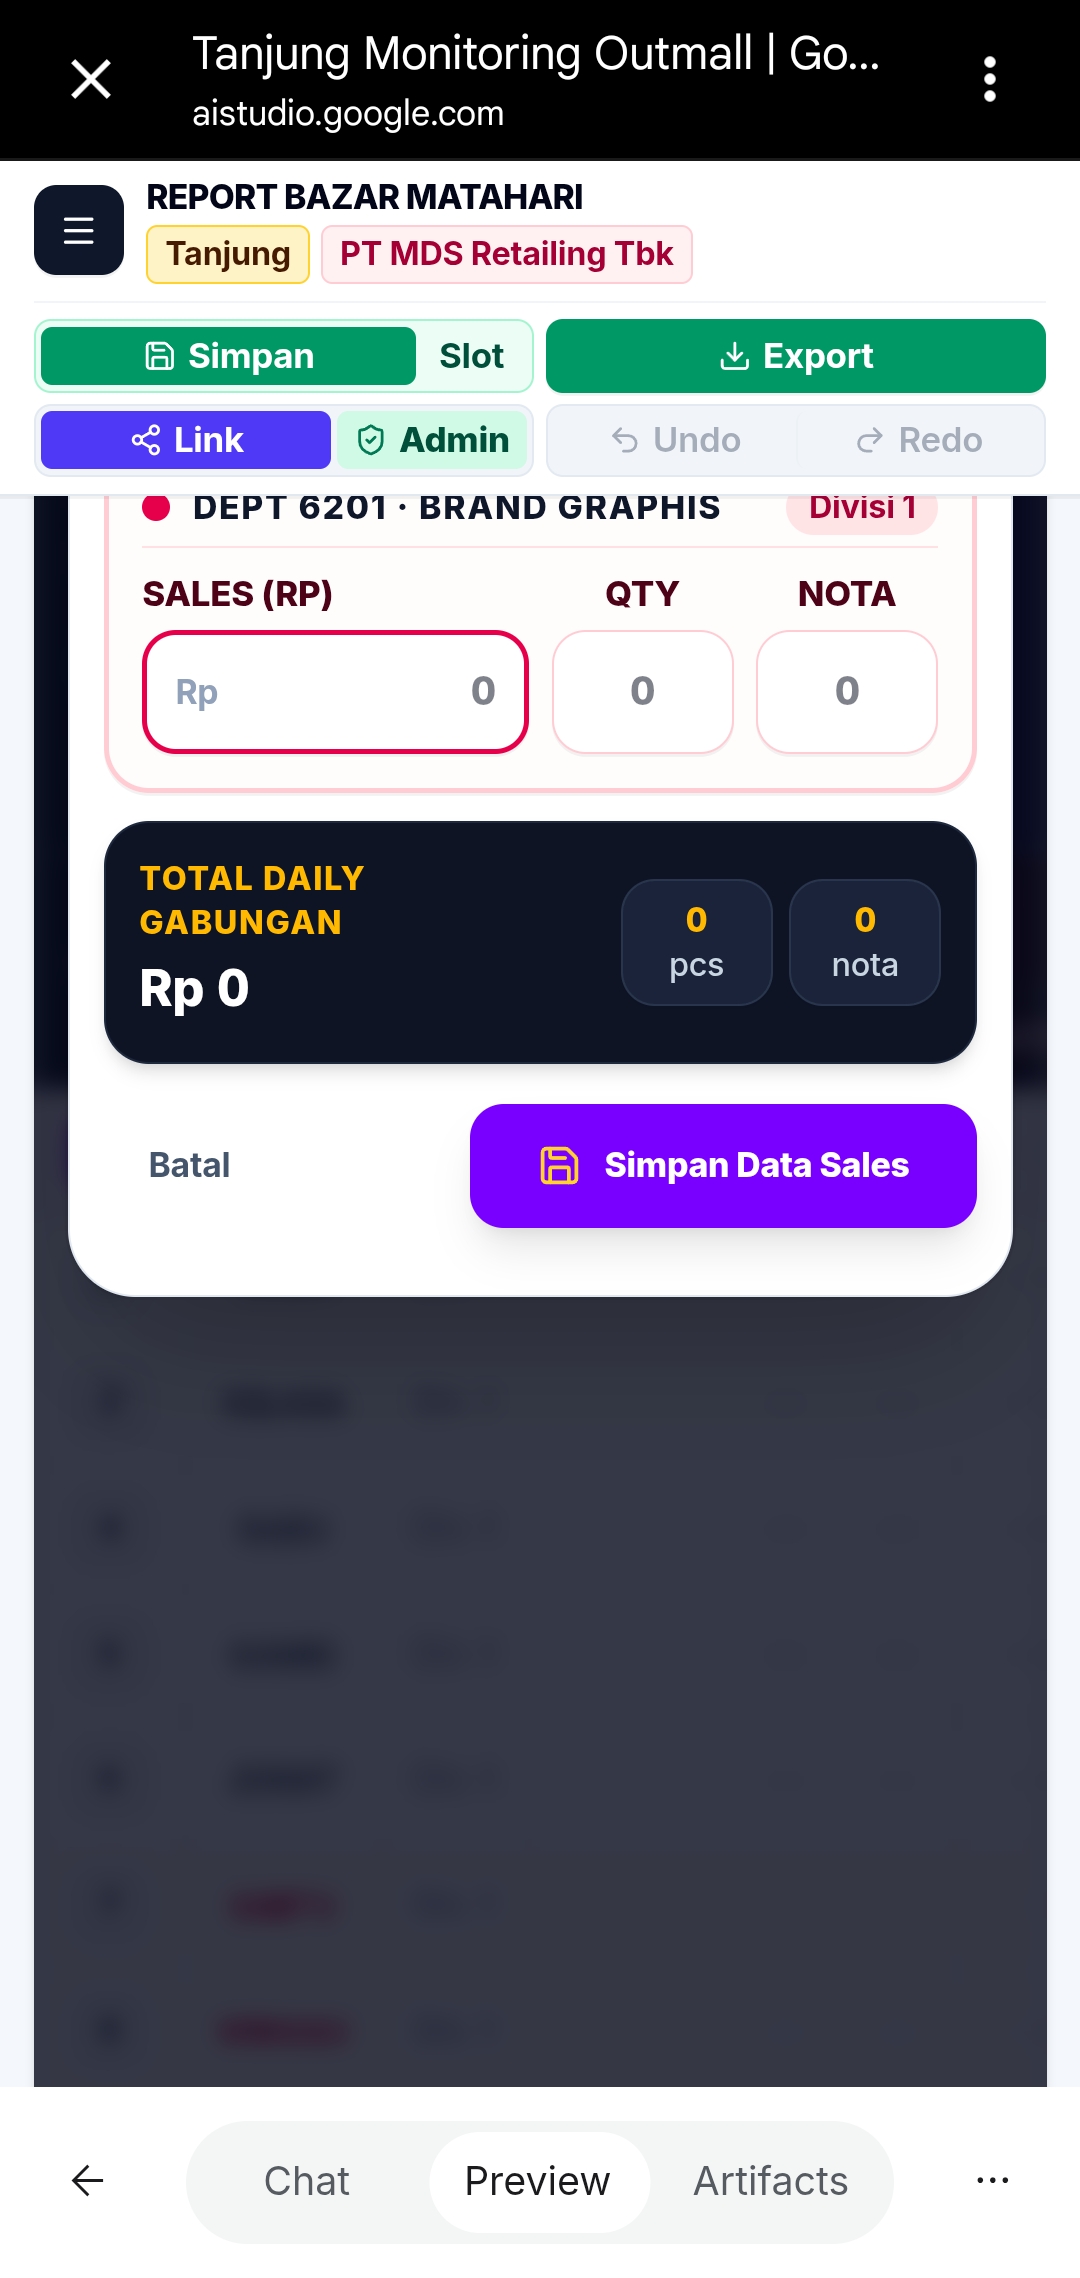 Tanjung Monitoring Outmall | Go...
aistudio.google.com
REPORT BAZAR MATAHARI
Tanjung
PT MDS Retailing Tbk
Simpan
Slot
Export
Link
Admin
Undo
Redo
DEPT 6201 · BRAND GRAPHIS
Divisi 1
SALES (RP)
QTY
NOTA
Rp
0
0
0
TOTAL DAILY
GABUNGAN
Rp 0
0
pcs
0
nota
Batal
Simpan Data Sales
Chat
Preview
Artifacts